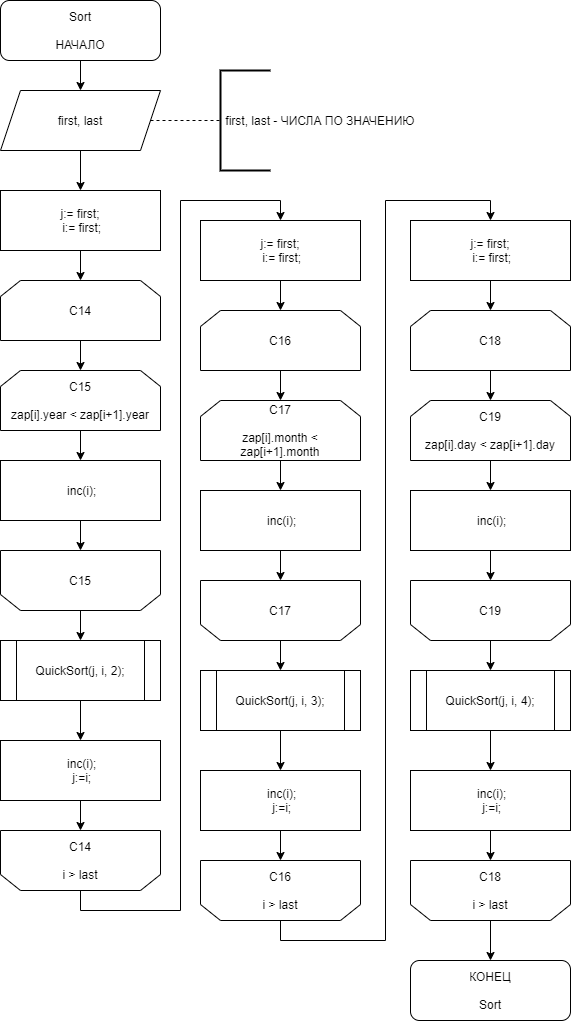 Sort
НАЧАЛО
first, last
first, last - ЧИСЛА ПО ЗНАЧЕНИЮ
j:= first;
i:= first;
C14
C15
zap[i].year < zap[i+1].year
inc(i);
C15
QuickSort(j, i, 2);
inc(i);
j:=i;
C14
i > last
j:= first;
i:= first;
C16
C17
zap[i].month <
zap[i+1].month
inc(i);
C17
QuickSort(j, i, 3);
inc(i);
j:=i;
C16
i > last
j:= first;
i:= first;
C18
C19
zap[i].day < zap[i+1].day
inc(i);
C19
QuickSort(j, i, 4);
inc(i);
j:=i;
C18
i > last
КОНЕЦ
Sort